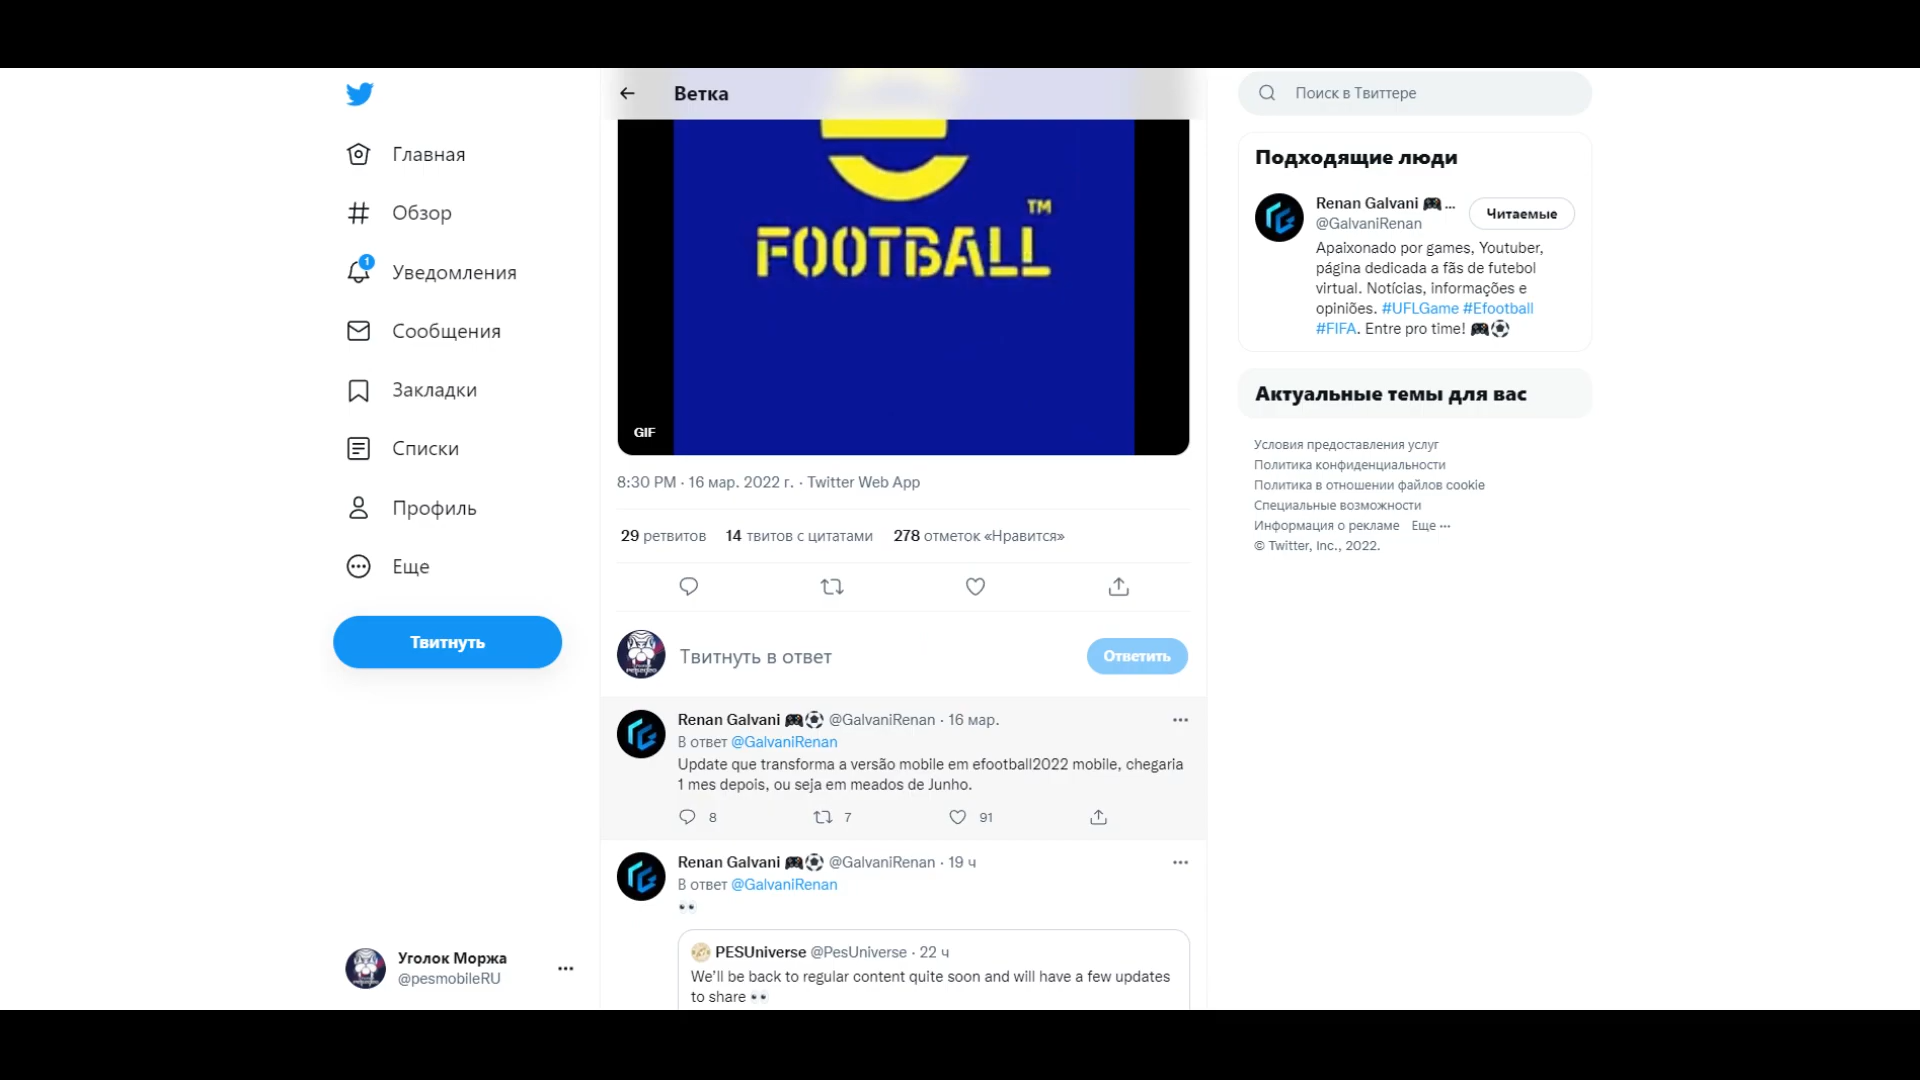 Главная
Обзор
1
Уведомления
Сообщения
Закладки
Списки
Профиль
Еще
Твитнуть
Уголок Моржа
@pesmobileRU
Ветка
TM
FOOTBALL
GIF
8:30 PM · 16 мар. 2022 г. · Twitter Web App
29 ретвитов 14 твитов с цитатами 278 отметок «Нравится»
Твитнуть в ответ
Ответить
Renan Galvani @GalvaniRenan · 16 мар.
В ответ @GalvaniRenan
Update que transforma a versão mobile em efootball2022 mobile, chegaria
1 mes depois, ou seja em meados de Junho.
8 7 91
Renan Galvani @GalvaniRenan · 19 ч
В ответ @GalvaniRenan
PESUniverse @PesUniverse · 22 ч
We'll be back to regular content quite soon and will have a few updates
to share
Поиск в Твиттере
Подходящие люди
Renan Galvani ...
@GalvaniRenan
Читаемые
Apaixonado por games, Youtuber,
página dedicada a fãs de futebol
virtual. Notícias, informações e
opiniões. #UFLGame #Efootball
#FIFA. Entre pro time!
Актуальные темы для вас
Условия предоставления услуг
Политика конфиденциальности
Политика в отношении файлов cookie
Специальные возможности
Информация о рекламе Еще ···
© Twitter, Inc., 2022.